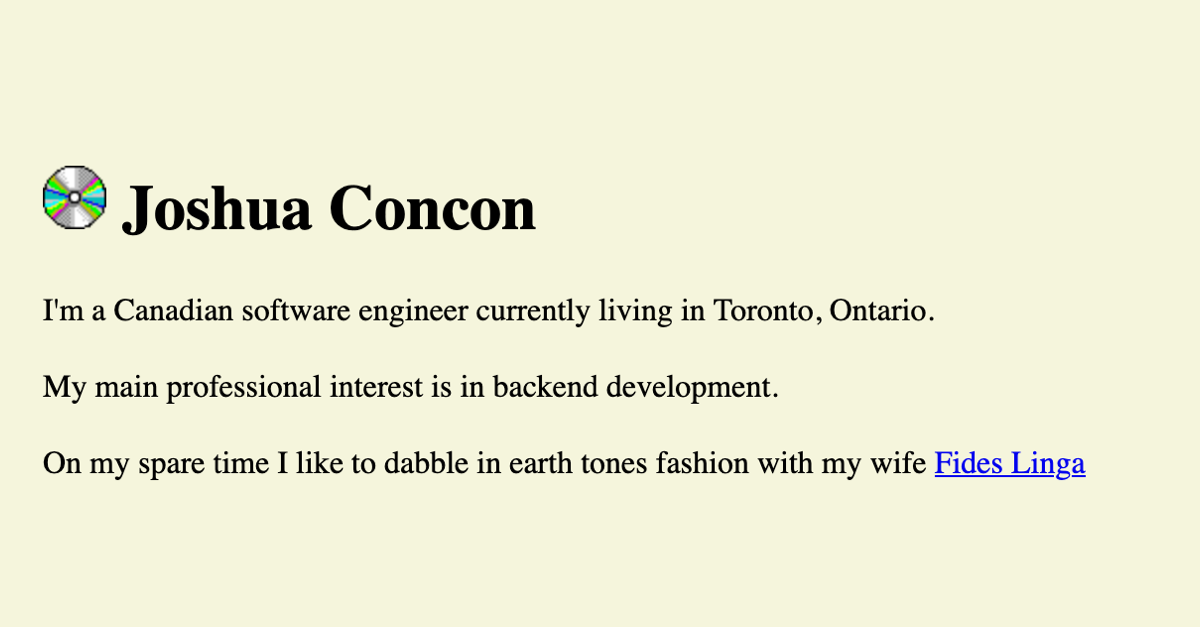 Joshua Concon
I'm a Canadian software engineer currently living in Toronto, Ontario.
My main professional interest is in backend development.
On my spare time I like to dabble in earth tones fashion with my wife Fides Linga